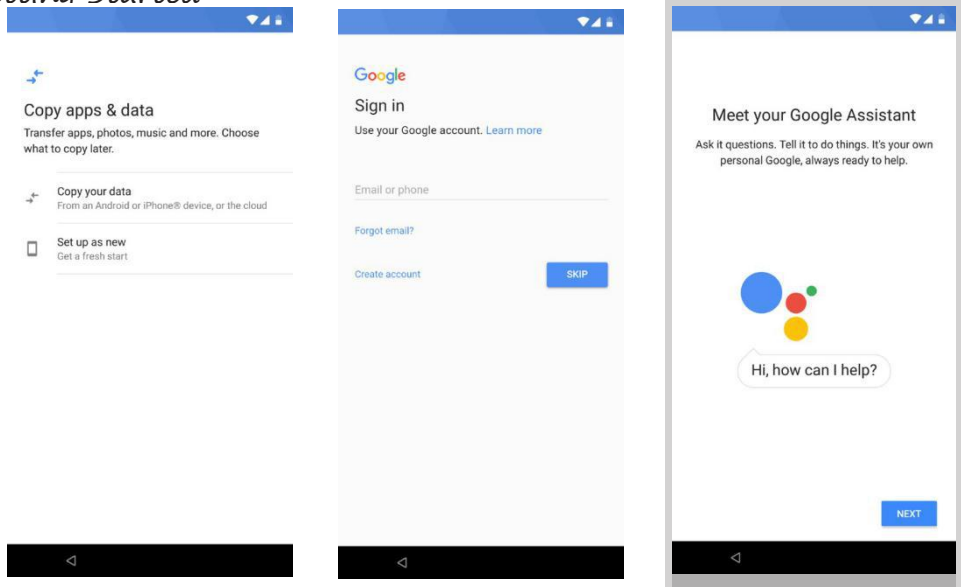 Copy apps & data
Transfer apps, photos, music and more. Choose
what to copy later.
Copy your data
From an Android or iPhone® device, or the cloud
Set up as new
Get a fresh start
Google
Sign in
Use your Google account. Learn more
Email or phone
Forgot email?
Create account
SKIP
Meet your Google Assistant
Ask it questions. Tell it to do things. It's your own
personal Google, always ready to help.
Hi, how can I help?
NEXT